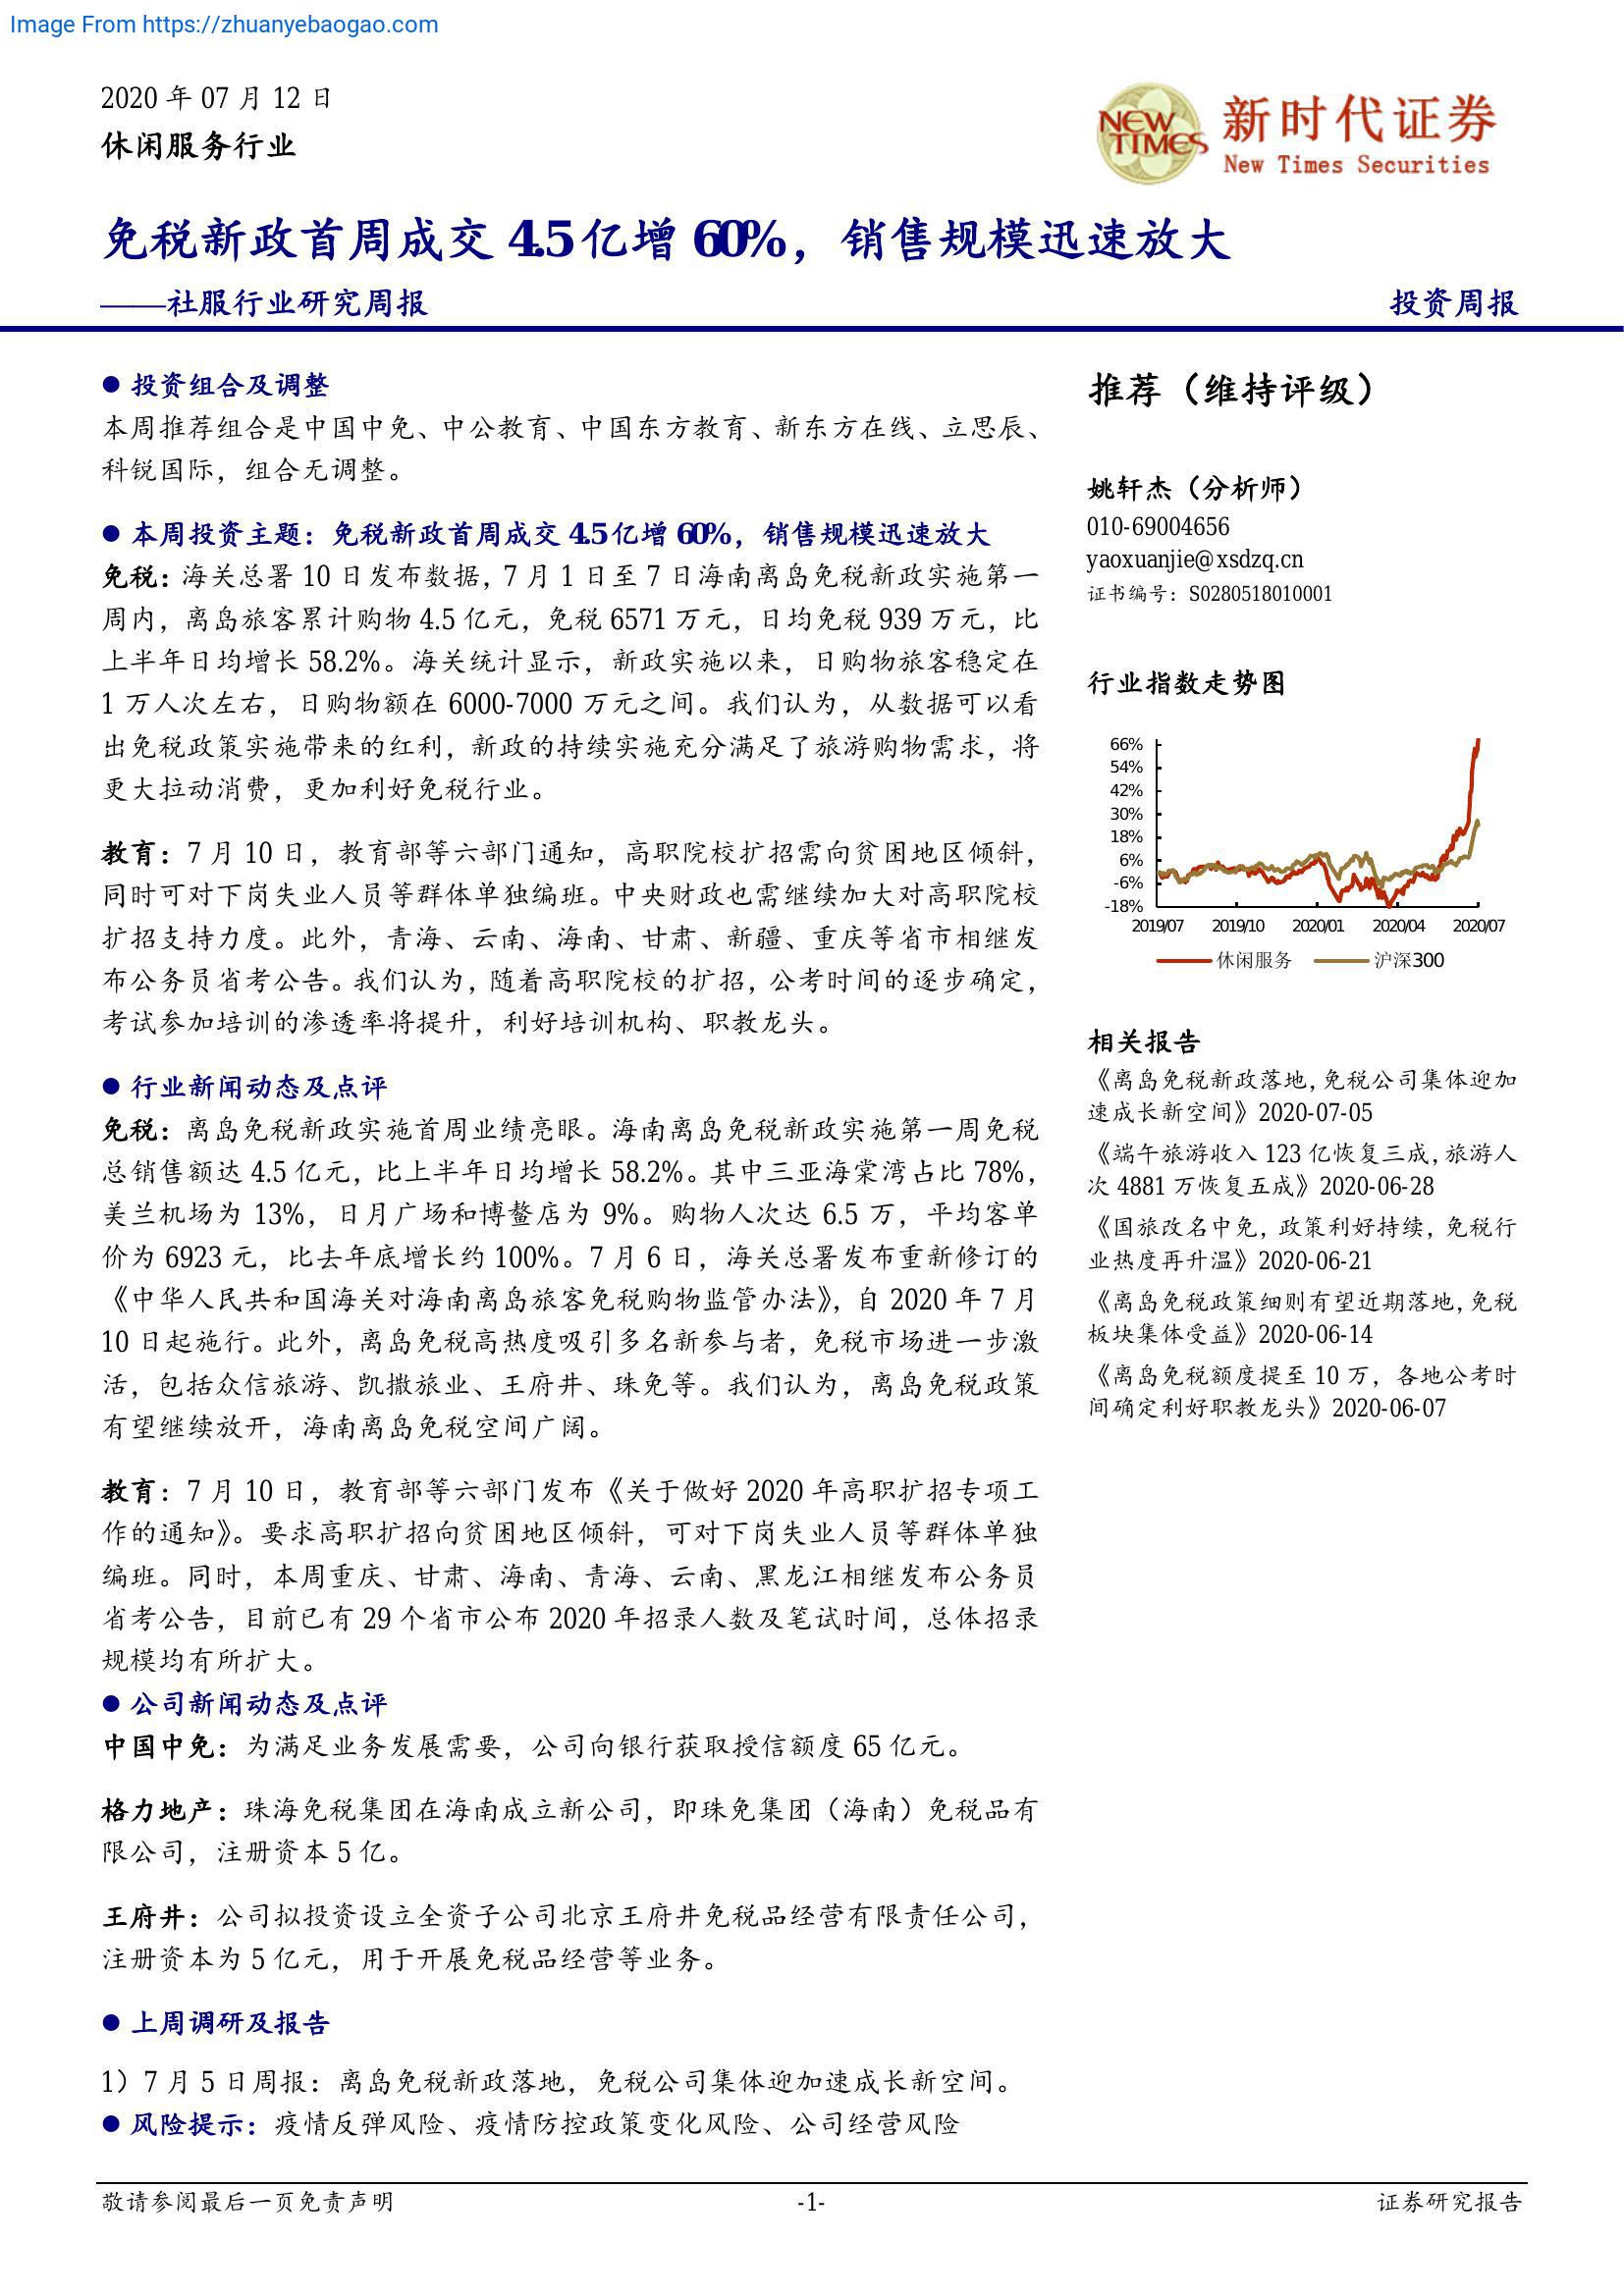 Image From https://zhuanyebaogao.com
2020 年 07 月 12 日
休闲服务行业
NEW TIMES
新时代证券
New Times Securities
免税新政首周成交 4.5 亿增 60%，销售规模迅速放大
——社服行业研究周报
投资周报
● 投资组合及调整
本周推荐组合是中国中免、中公教育、中国东方教育、新东方在线、立思辰、
科锐国际，组合无调整。
● 本周投资主题：免税新政首周成交 4.5 亿增 60%，销售规模迅速放大
免税：海关总署 10 日发布数据，7 月 1 日至 7 日海南离岛免税新政实施第一
周内，离岛旅客累计购物 4.5 亿元，免税 6571 万元，日均免税 939 万元，比
上半年日均增长 58.2%。海关统计显示，新政实施以来，日购物旅客稳定在
1 万人次左右，日购物额在 6000-7000 万元之间。我们认为，从数据可以看
出免税政策实施带来的红利，新政的持续实施充分满足了旅游购物需求，将
更大拉动消费，更加利好免税行业。
教育：7 月 10 日，教育部等六部门通知，高职院校扩招需向贫困地区倾斜，
同时可对下岗失业人员等群体单独编班。中央财政也需继续加大对高职院校
扩招支持力度。此外，青海、云南、海南、甘肃、新疆、重庆等省市相继发
布公务员省考公告。我们认为，随着高职院校的扩招，公考时间的逐步确定，
考试参加培训的渗透率将提升，利好培训机构、职教龙头。
● 行业新闻动态及点评
免税：离岛免税新政实施首周业绩亮眼。海南离岛免税新政实施第一周免税
总销售额达 4.5 亿元，比上半年日均增长 58.2%。其中三亚海棠湾占比 78%，
美兰机场为 13%，日月广场和博鳌店为 9%。购物人次达 6.5 万，平均客单
价为 6923 元，比去年底增长约 100%。7 月 6 日，海关总署发布重新修订的
《中华人民共和国海关对海南离岛旅客免税购物监管办法》，自 2020 年 7 月
10 日起施行。此外，离岛免税高热度吸引多名新参与者，免税市场进一步激
活，包括众信旅游、凯撒旅业、王府井、珠免等。我们认为，离岛免税政策
有望继续放开，海南离岛免税空间广阔。
教育：7 月 10 日，教育部等六部门发布《关于做好 2020 年高职扩招专项工
作的通知》。要求高职扩招向贫困地区倾斜，可对下岗失业人员等群体单独
编班。同时，本周重庆、甘肃、海南、青海、云南、黑龙江相继发布公务员
省考公告，目前已有 29 个省市公布 2020 年招录人数及笔试时间，总体招录
规模均有所扩大。
● 公司新闻动态及点评
中国中免：为满足业务发展需要，公司向银行获取授信额度 65 亿元。
格力地产：珠海免税集团在海南成立新公司，即珠免集团（海南）免税品有
限公司，注册资本 5 亿。
王府井：公司拟投资设立全资子公司北京王府井免税品经营有限责任公司，
注册资本为 5 亿元，用于开展免税品经营等业务。
● 上周调研及报告
1）7 月 5 日周报：离岛免税新政落地，免税公司集体迎加速成长新空间。
● 风险提示：疫情反弹风险、疫情防控政策变化风险、公司经营风险
推荐（维持评级）
姚轩杰（分析师）
010-69004656
yaoxuanjie@xsdzq.cn
证书编号：S0280518010001
行业指数走势图
66%
54%
42%
30%
18%
6%
-6%
-18%
2019/07 2019/10 2020/01 2020/04 2020/07
休闲服务 沪深300
相关报告
《离岛免税新政落地，免税公司集体迎加
速成长新空间》2020-07-05
《端午旅游收入 123 亿恢复三成，旅游人
次 4881 万恢复五成》2020-06-28
《国旅改名中免，政策利好持续，免税行
业热度再升温》2020-06-21
《离岛免税政策细则有望近期落地，免税
板块集体受益》2020-06-14
《离岛免税额度提至 10 万，各地公考时
间确定利好职教龙头》2020-06-07
敬请参阅最后一页免责声明
-1-
证券研究报告